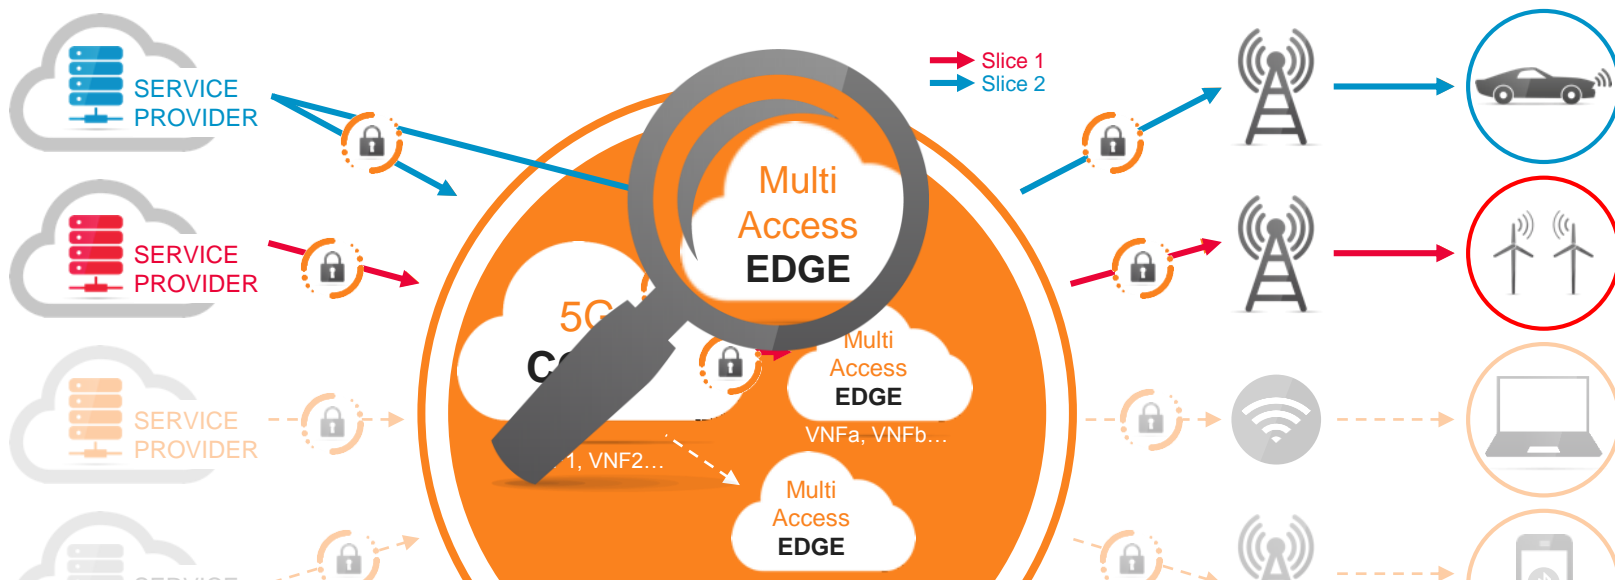 SERVICE
PROVIDER
Slice 1
Slice 2
Multi
Access
EDGE
SERVICE
PROVIDER
5G
Multi
Access
EDGE
VNFa, VNFb…
SERVICE
PROVIDER
VNF2…
Multi
Access
EDGE
SERVICE